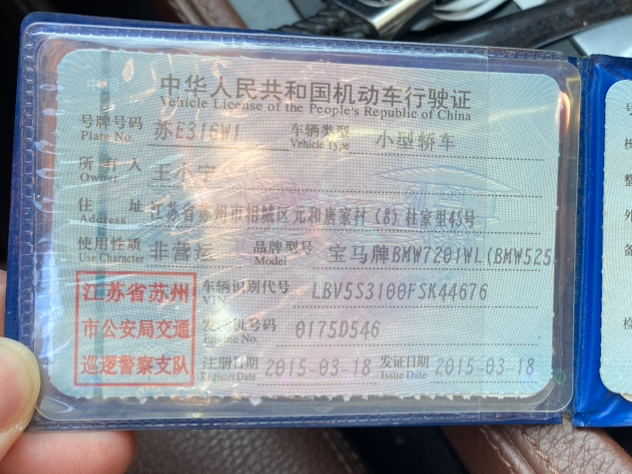 中华人民共和国机动车行驶证
Vehicle License of the People's Republic of China
号牌号码 苏E316W1 车辆类型 小型轿车
Plate No. Vehicle Type
所有人 王小宁
Owner
住址 江苏省苏州市相城区元和唐家村(8)杜家里45号
Address
使用性质 非营运 品牌型号 宝马牌BMW7201WL(BMW525
Use Character Model
江苏省苏州
市公安局交通
巡逻警察支队
车辆识别代号 LBV5S3100FSK44676
VIN
发动机号码 0175D546
Engine No.
注册日期 2015-03-18 发证日期 2015-03-18
Register Date Issue Date